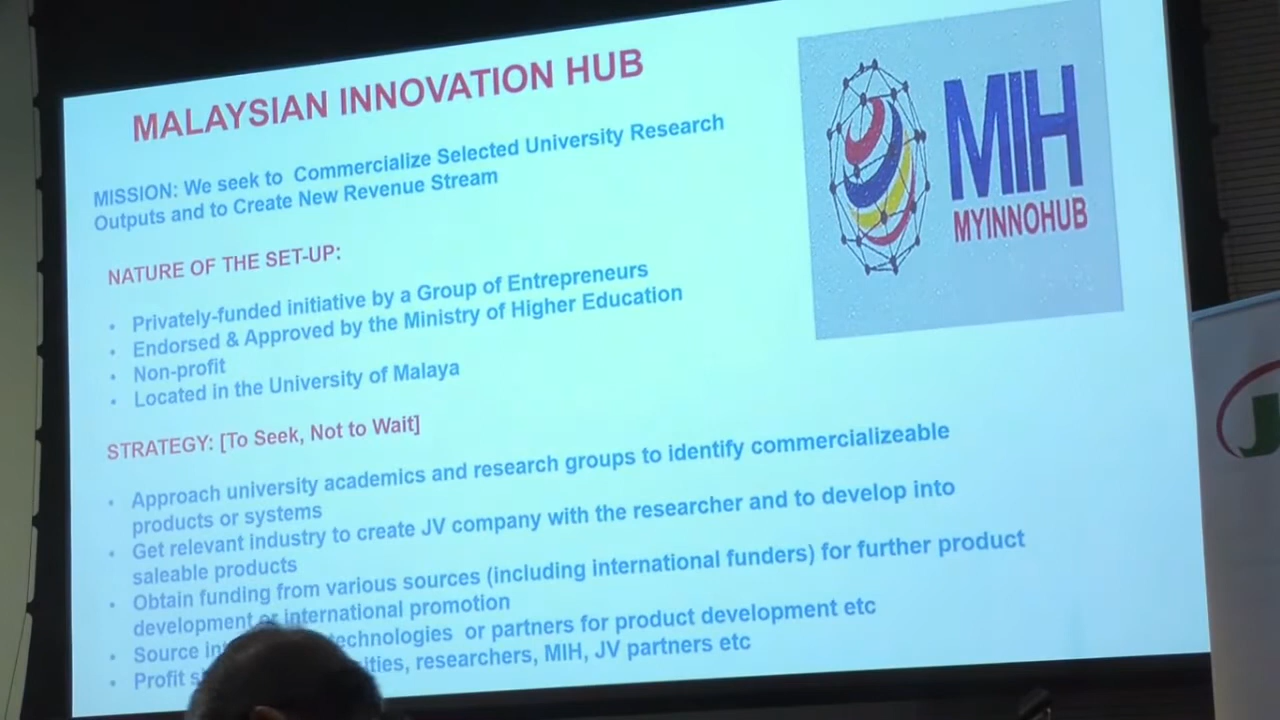 MALAYSIAN INNOVATION HUB
MIH
MYINNOHUB
MISSION: We seek to Commercialize Selected University Research
Outputs and to Create New Revenue Stream
NATURE OF THE SET-UP:
• Privately-funded initiative by a Group of Entrepreneurs
• Endorsed & Approved by the Ministry of Higher Education
• Non-profit
• Located in the University of Malaya
STRATEGY: [To Seek, Not to Wait]
• Approach university academics and research groups to identify commercializeable
products or systems
• Get relevant industry to create JV company with the researcher and to develop into
saleable products
• Obtain funding from various sources (including international funders) for further product
development or international promotion
• Source technologies or partners for product development etc
• Profit researchers, MIH, JV partners etc
J